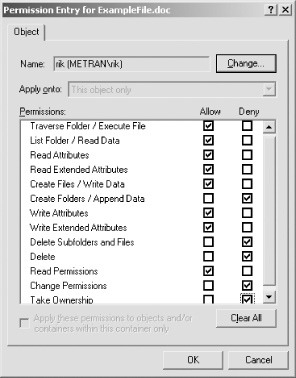 Permission Entry for ExampleFile.doc
Object
Name: rik (METRAN\rik) Change...
Apply onto: This object only
Permissions: Allow Deny
Traverse Folder / Execute File
List Folder / Read Data
Read Attributes
Read Extended Attributes
Create Files / Write Data
Create Folders / Append Data
Write Attributes
Write Extended Attributes
Delete Subfolders and Files
Delete
Read Permissions
Change Permissions
Take Ownership
Apply these permissions to objects and/or Clear All
containers within this container only
OK Cancel